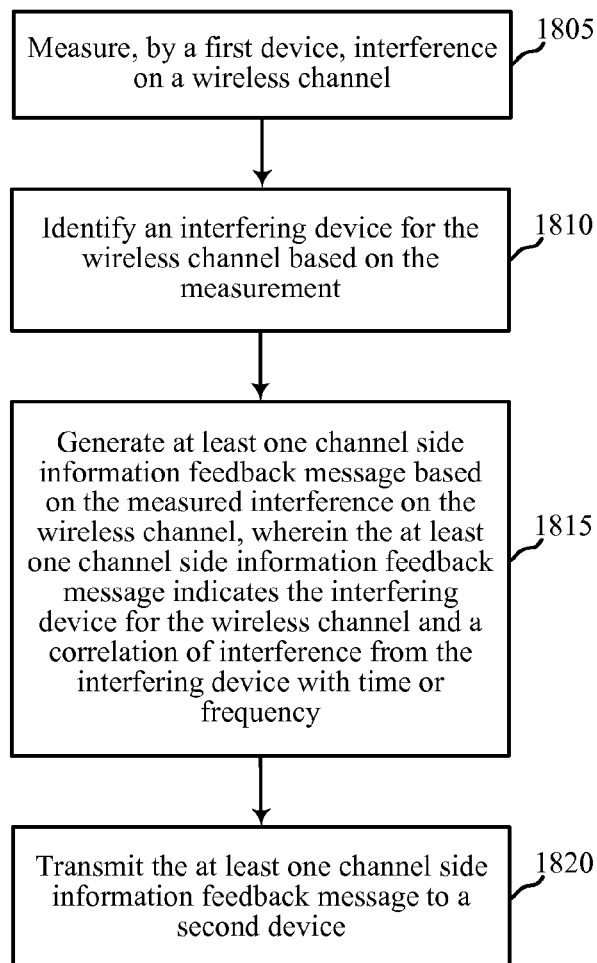 1805
Measure, by a first device, interference
on a wireless channel
1810
Identify an interfering device for the
wireless channel based on the
measurement
Generate at least one channel side
information feedback message based
on the measured interference on the
wireless channel, wherein the at least
one channel side information feedback
message indicates the interfering
device for the wireless channel and a
correlation of interference from the
interfering device with time or
frequency
1815
Transmit the at least one channel side
information feedback message to a
second device
1820